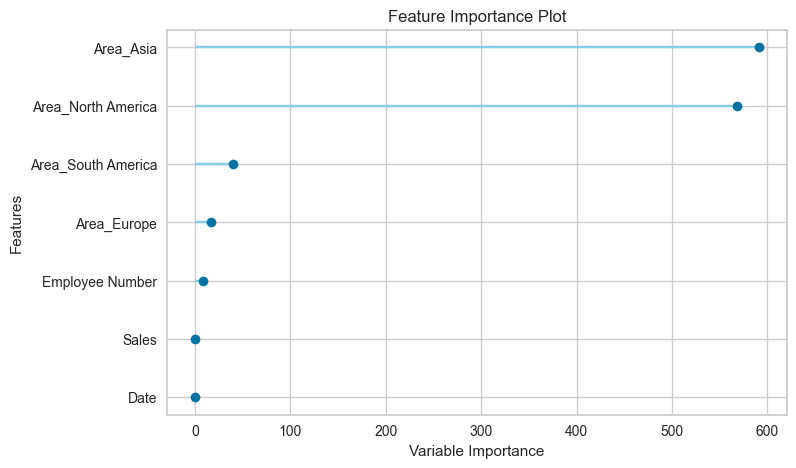 Feature Importance Plot
Features
Area_Asia
Area_North America
Area_South America
Area_Europe
Employee Number
Sales
Date
0 100 200 300 400 500 600
Variable Importance